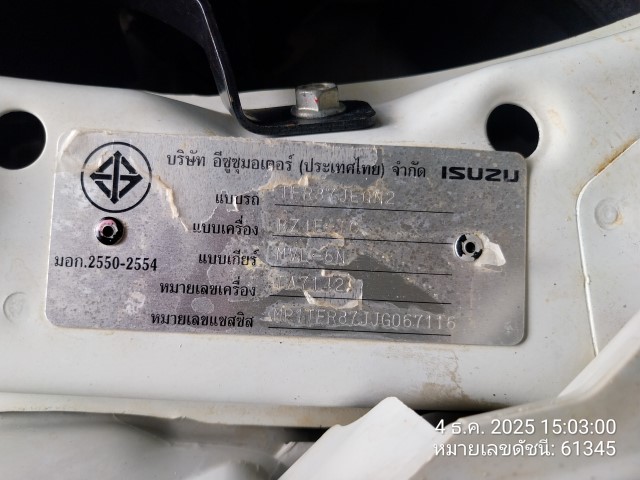 บริษัท อีซูซุมอเตอร์ (ประเทศไทย) จำกัด ISUZU
แบบรถ
แบบเครื่อง
มอก.2550-2554
แบบเกียร์
หมายเลขเครื่อง
หมายเลขแชสซิส MP1TFR87JJG067115
4 ธ.ค. 2025 15:03:00
หมายเลขดัชนี: 61345